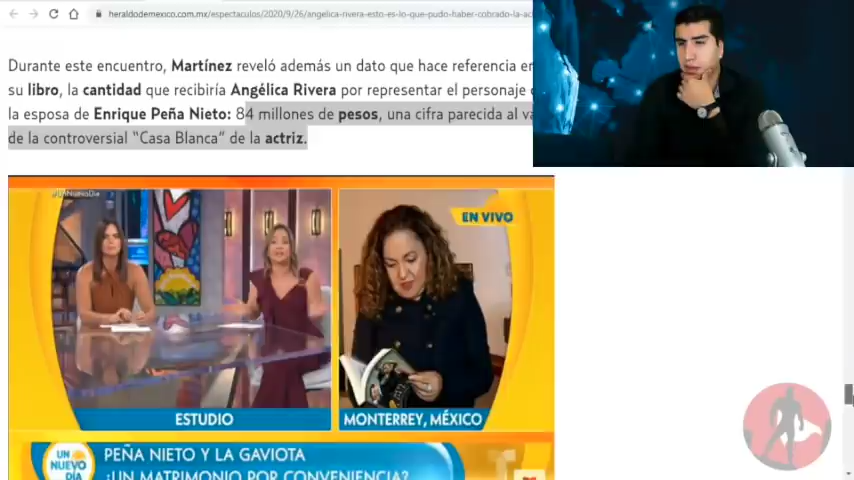 heraldodemexico.com.mx/espectaculos/2020/9/26/angelica-rivera-esto-es-lo-que-pudo-haber-cobrado-la-ac
Durante este encuentro, Martínez reveló además un dato que hace referencia en
su libro, la cantidad que recibiría Angélica Rivera por representar el personaje
la esposa de Enrique Peña Nieto: 84 millones de pesos, una cifra parecida al va
de la controversial "Casa Blanca" de la actriz.
EN VIVO
ESTUDIO
MONTERREY, MÉXICO
UN NUEVO DÍA
PEÑA NIETO Y LA GAVIOTA
¿UN MATRIMONIO POR CONVENIENCIA?